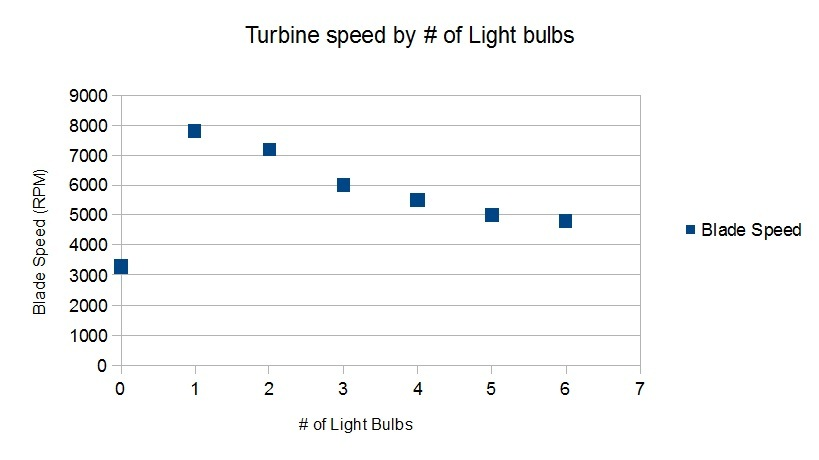 Turbine speed by # of Light bulbs
9000
8000
7000
6000
5000
4000
3000
2000
1000
0
Blade Speed (RPM)
0 1 2 3 4 5 6 7
# of Light Bulbs
Blade Speed